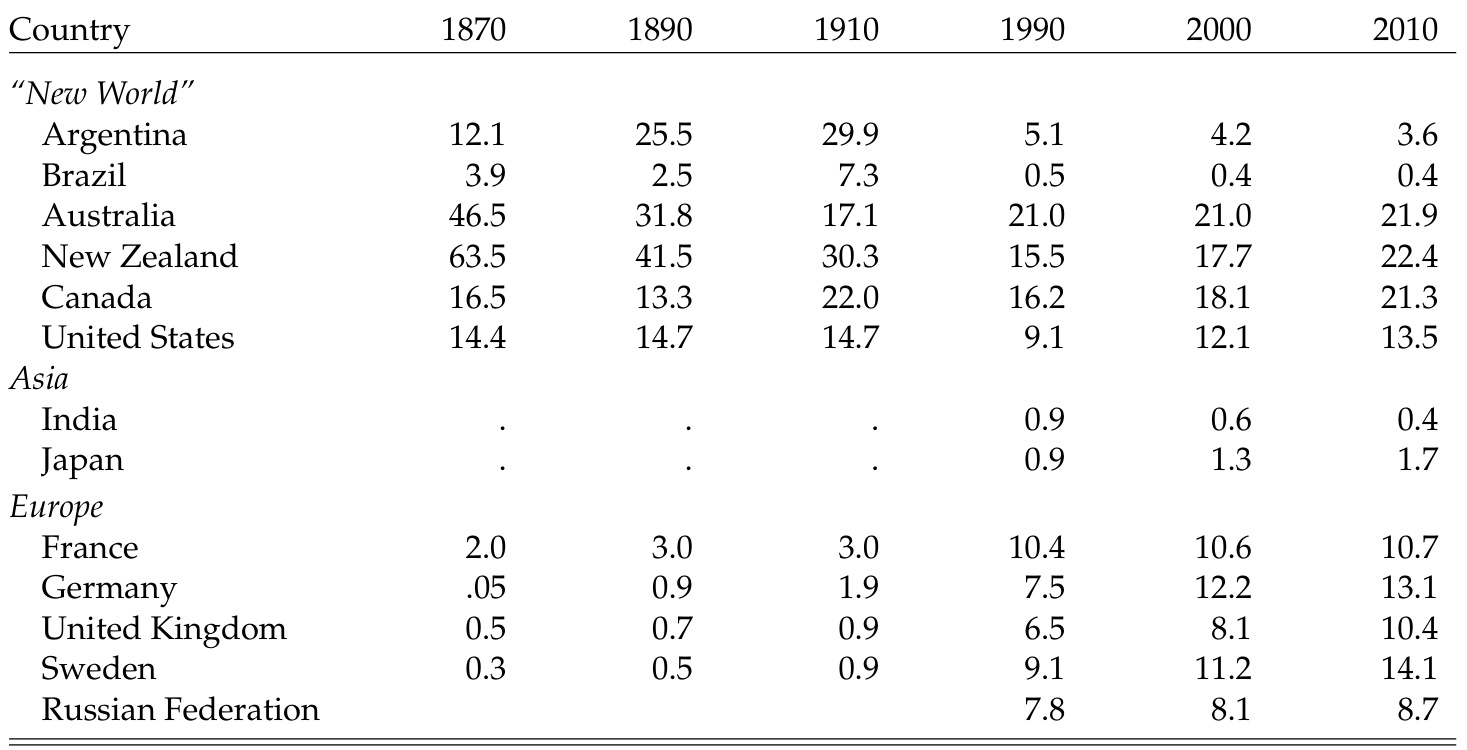 Country 1870 1890 1910 1990 2000 2010
“New World”
Argentina 12.1 25.5 29.9 5.1 4.2 3.6
Brazil 3.9 2.5 7.3 0.5 0.4 0.4
Australia 46.5 31.8 17.1 21.0 21.0 21.9
New Zealand 63.5 41.5 30.3 15.5 17.7 22.4
Canada 16.5 13.3 22.0 16.2 18.1 21.3
United States 14.4 14.7 14.7 9.1 12.1 13.5
Asia
India . . . 0.9 0.6 0.4
Japan . . . 0.9 1.3 1.7
Europe
France 2.0 3.0 3.0 10.4 10.6 10.7
Germany .05 0.9 1.9 7.5 12.2 13.1
United Kingdom 0.5 0.7 0.9 6.5 8.1 10.4
Sweden 0.3 0.5 0.9 9.1 11.2 14.1
Russian Federation 7.8 8.1 8.7